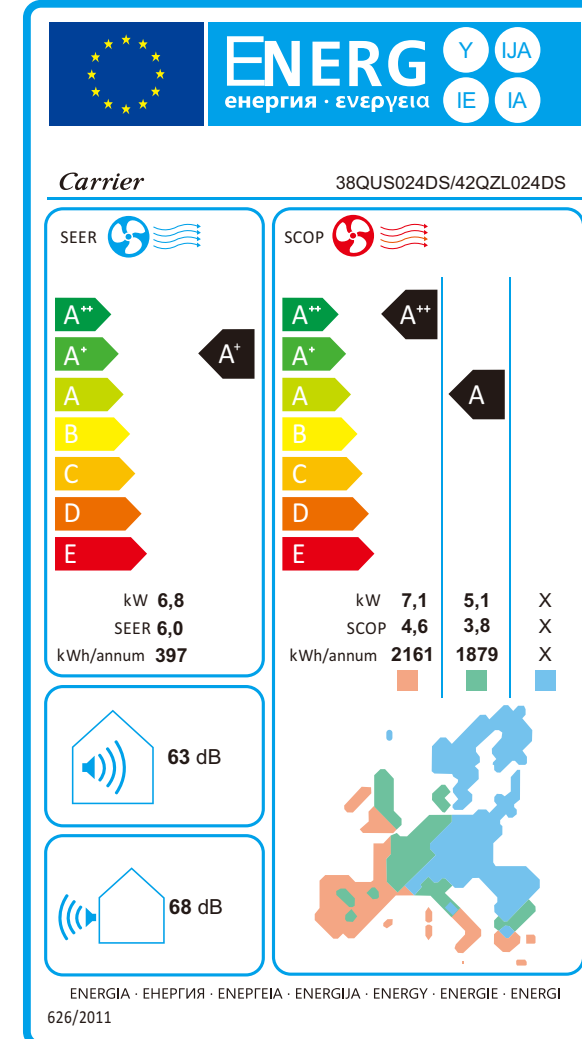 ENERG Y IJA
енергия · ενεργεια IE IA
Carrier 38QUS024DS/42QZL024DS
SEER
A++
A+
A
B
C
D
E
A+
kW 6,8
SEER 6,0
kWh/annum 397
SCOP
A++
A+
A
B
C
D
E
A++
A
kW 7,1 5,1 X
SCOP 4,6 3,8 X
kWh/annum 2161 1879 X
63 dB
68 dB
ENERGIA · ЕНЕРГИЯ · ΕΝΕΡΓΕΙΑ · ENERGIJA · ENERGY · ENERGIE · ENERGI
626/2011